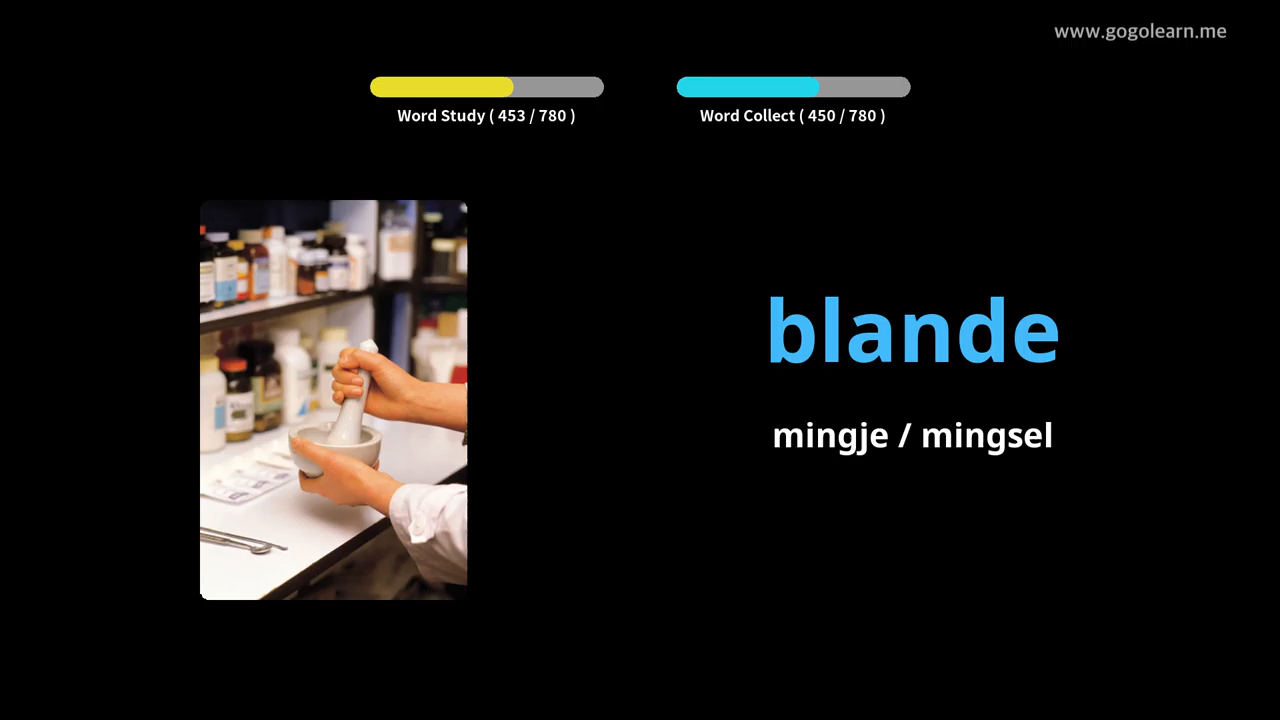 www.gogolearn.me
Word Study ( 453 / 780 )
Word Collect ( 450 / 780 )
blande
mingje / mingsel